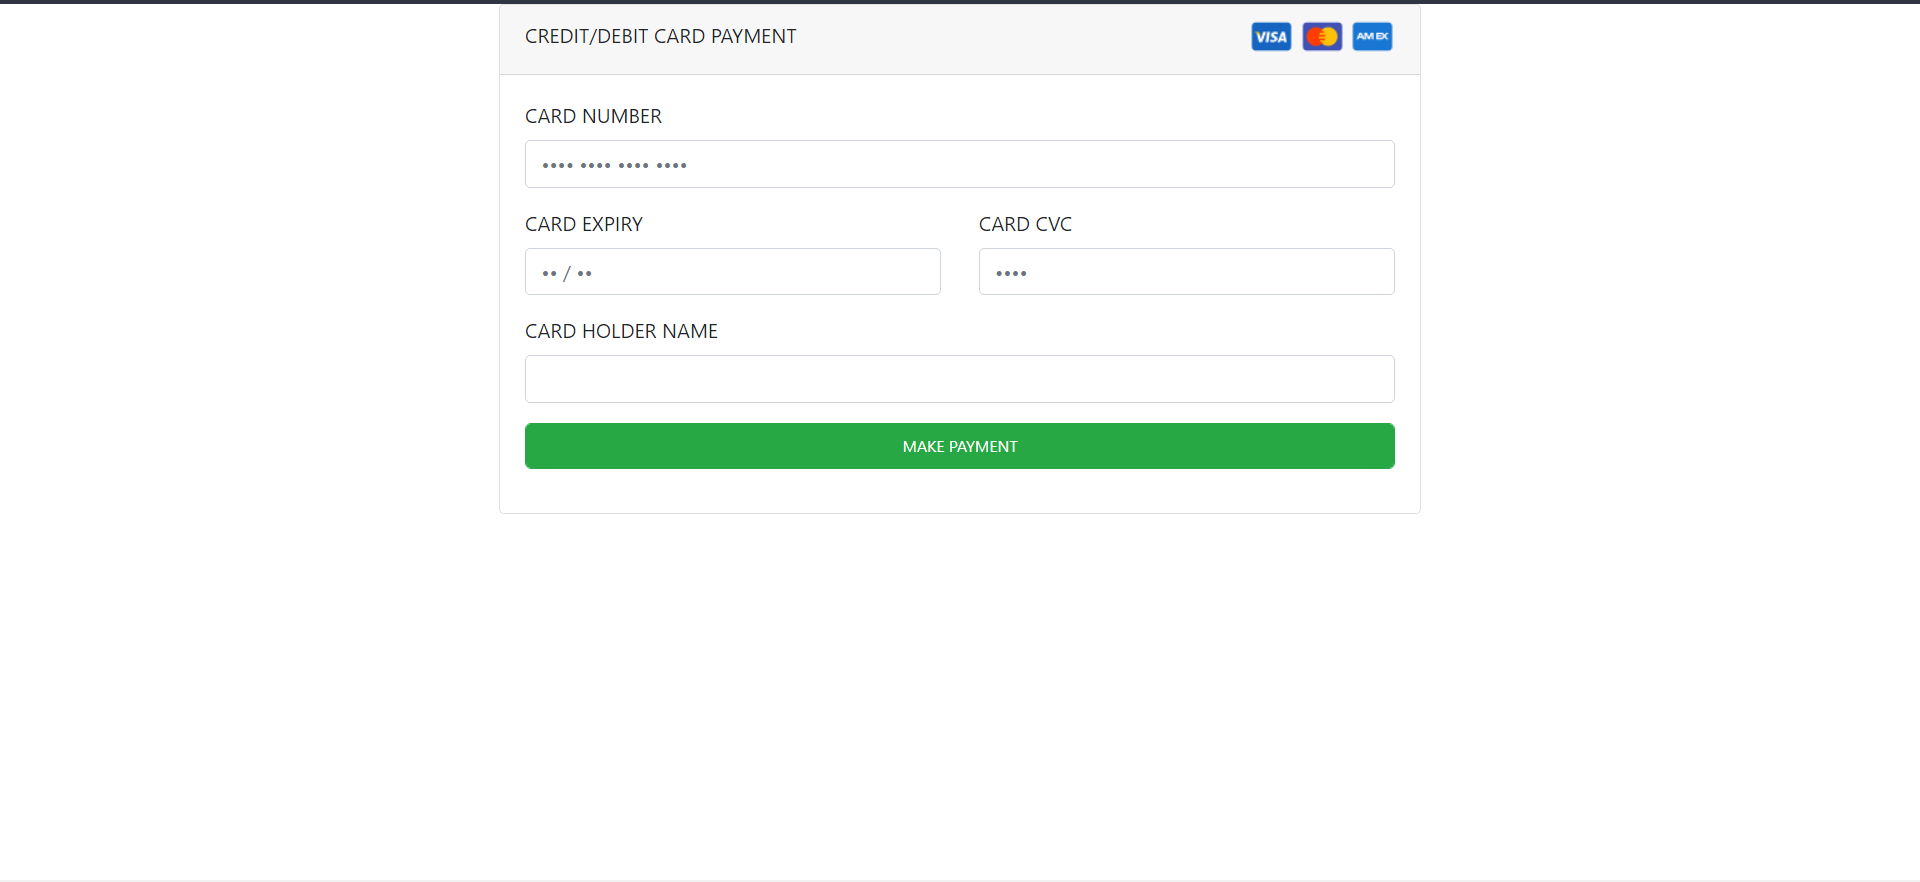 CREDIT/DEBIT CARD PAYMENT VISA AMEX
CARD NUMBER
•••• •••• •••• ••••
CARD EXPIRY CARD CVC
•• / •• ••••
CARD HOLDER NAME
MAKE PAYMENT